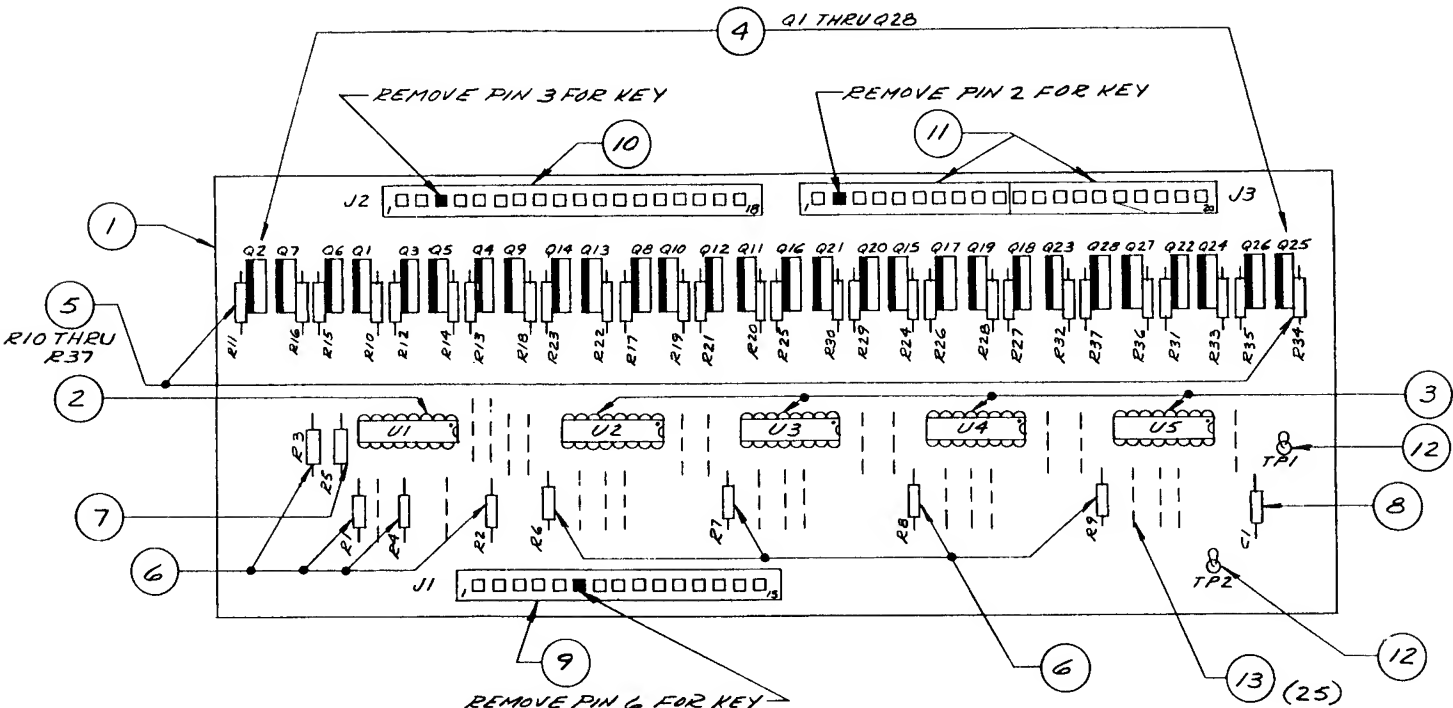 4 Q1 THRU Q28
REMOVE PIN 3 FOR KEY
REMOVE PIN 2 FOR KEY
10
11
J2 1 18
1 20 J3
1
Q2 Q7 Q6 Q1 Q3 Q5 Q4 Q9 Q14 Q13 Q8 Q10 Q12 Q11 Q16 Q21 Q20 Q15 Q17 Q19 Q18 Q23 Q28 Q27 Q22 Q24 Q26 Q25
5
R10 THRU
R37
R11 R16 R15 R10 R12 R14 R13 R18 R23 R22 R17 R19 R21 R20 R25 R30 R29 R24 R26 R28 R27 R32 R37 R36 R31 R33 R35 R34
2
3
U1 U2 U3 U4 U5
R3 R5
TP1
12
7
R1 R4 R2 R6 R7 R8 R9 C1
8
6
J1 1 15
TP2
9
6
12
13 (25)
REMOVE PIN 6 FOR KEY